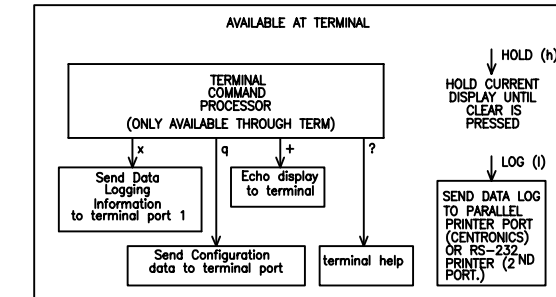 AVAILABLE AT TERMINAL
TERMINAL
COMMAND
PROCESSOR
(ONLY AVAILABLE THROUGH TERM)
x
q
+
?
Send Data
Logging
Information
to terminal port 1
Echo display
to terminal
Send Configuration
data to terminal port
terminal help
HOLD (h)
HOLD CURRENT
DISPLAY UNTIL
CLEAR IS
PRESSED
LOG (l)
SEND DATA LOG
TO PARALLEL
PRINTER PORT
(CENTRONICS)
OR RS-232
PRINTER (2ND
PORT.)